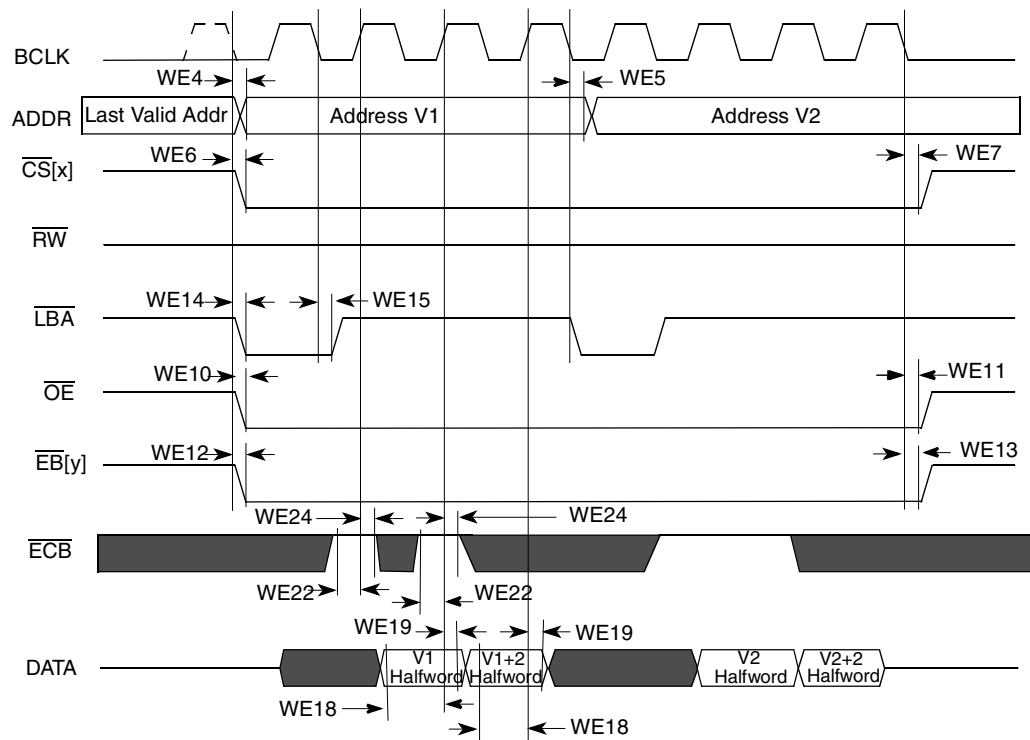 BCLK
WE4
WE5
ADDR
Last Valid Addr
Address V1
Address V2
WE6
WE7
CS[x]
RW
WE14
WE15
LBA
WE10
WE11
OE
WE12
WE13
EB[y]
WE24
WE24
ECB
WE22
WE22
WE19
WE19
DATA
V1
Halfword
V1+2
Halfword
V2
Halfword
V2+2
Halfword
WE18
WE18